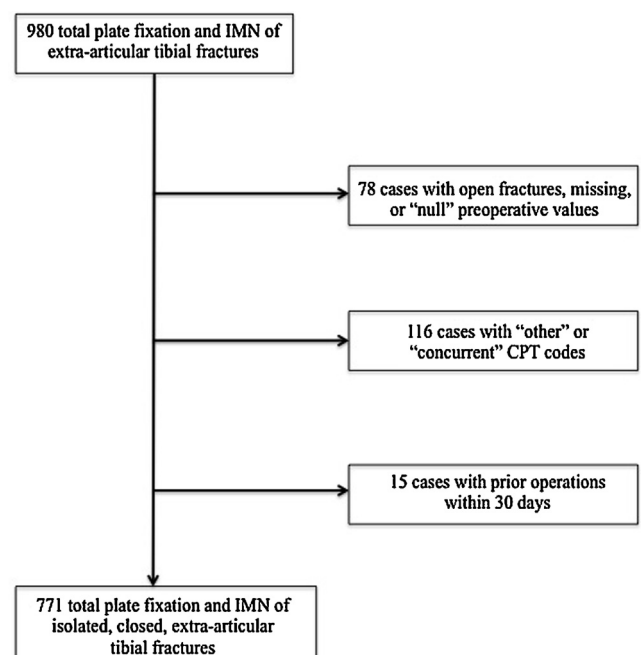 980 total plate fixation and IMN of
extra-articular tibial fractures
78 cases with open fractures, missing,
or “null” preoperative values
116 cases with “other” or
“concurrent” CPT codes
15 cases with prior operations
within 30 days
771 total plate fixation and IMN of
isolated, closed, extra-articular
tibial fractures